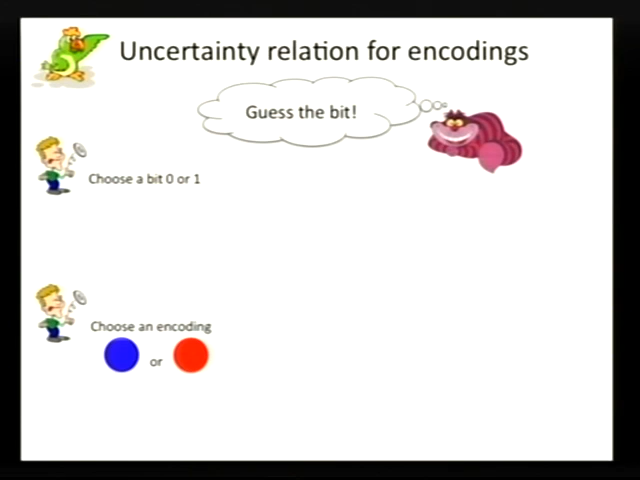 Uncertainty relation for encodings
Guess the bit!
Choose a bit 0 or 1
Choose an encoding
or